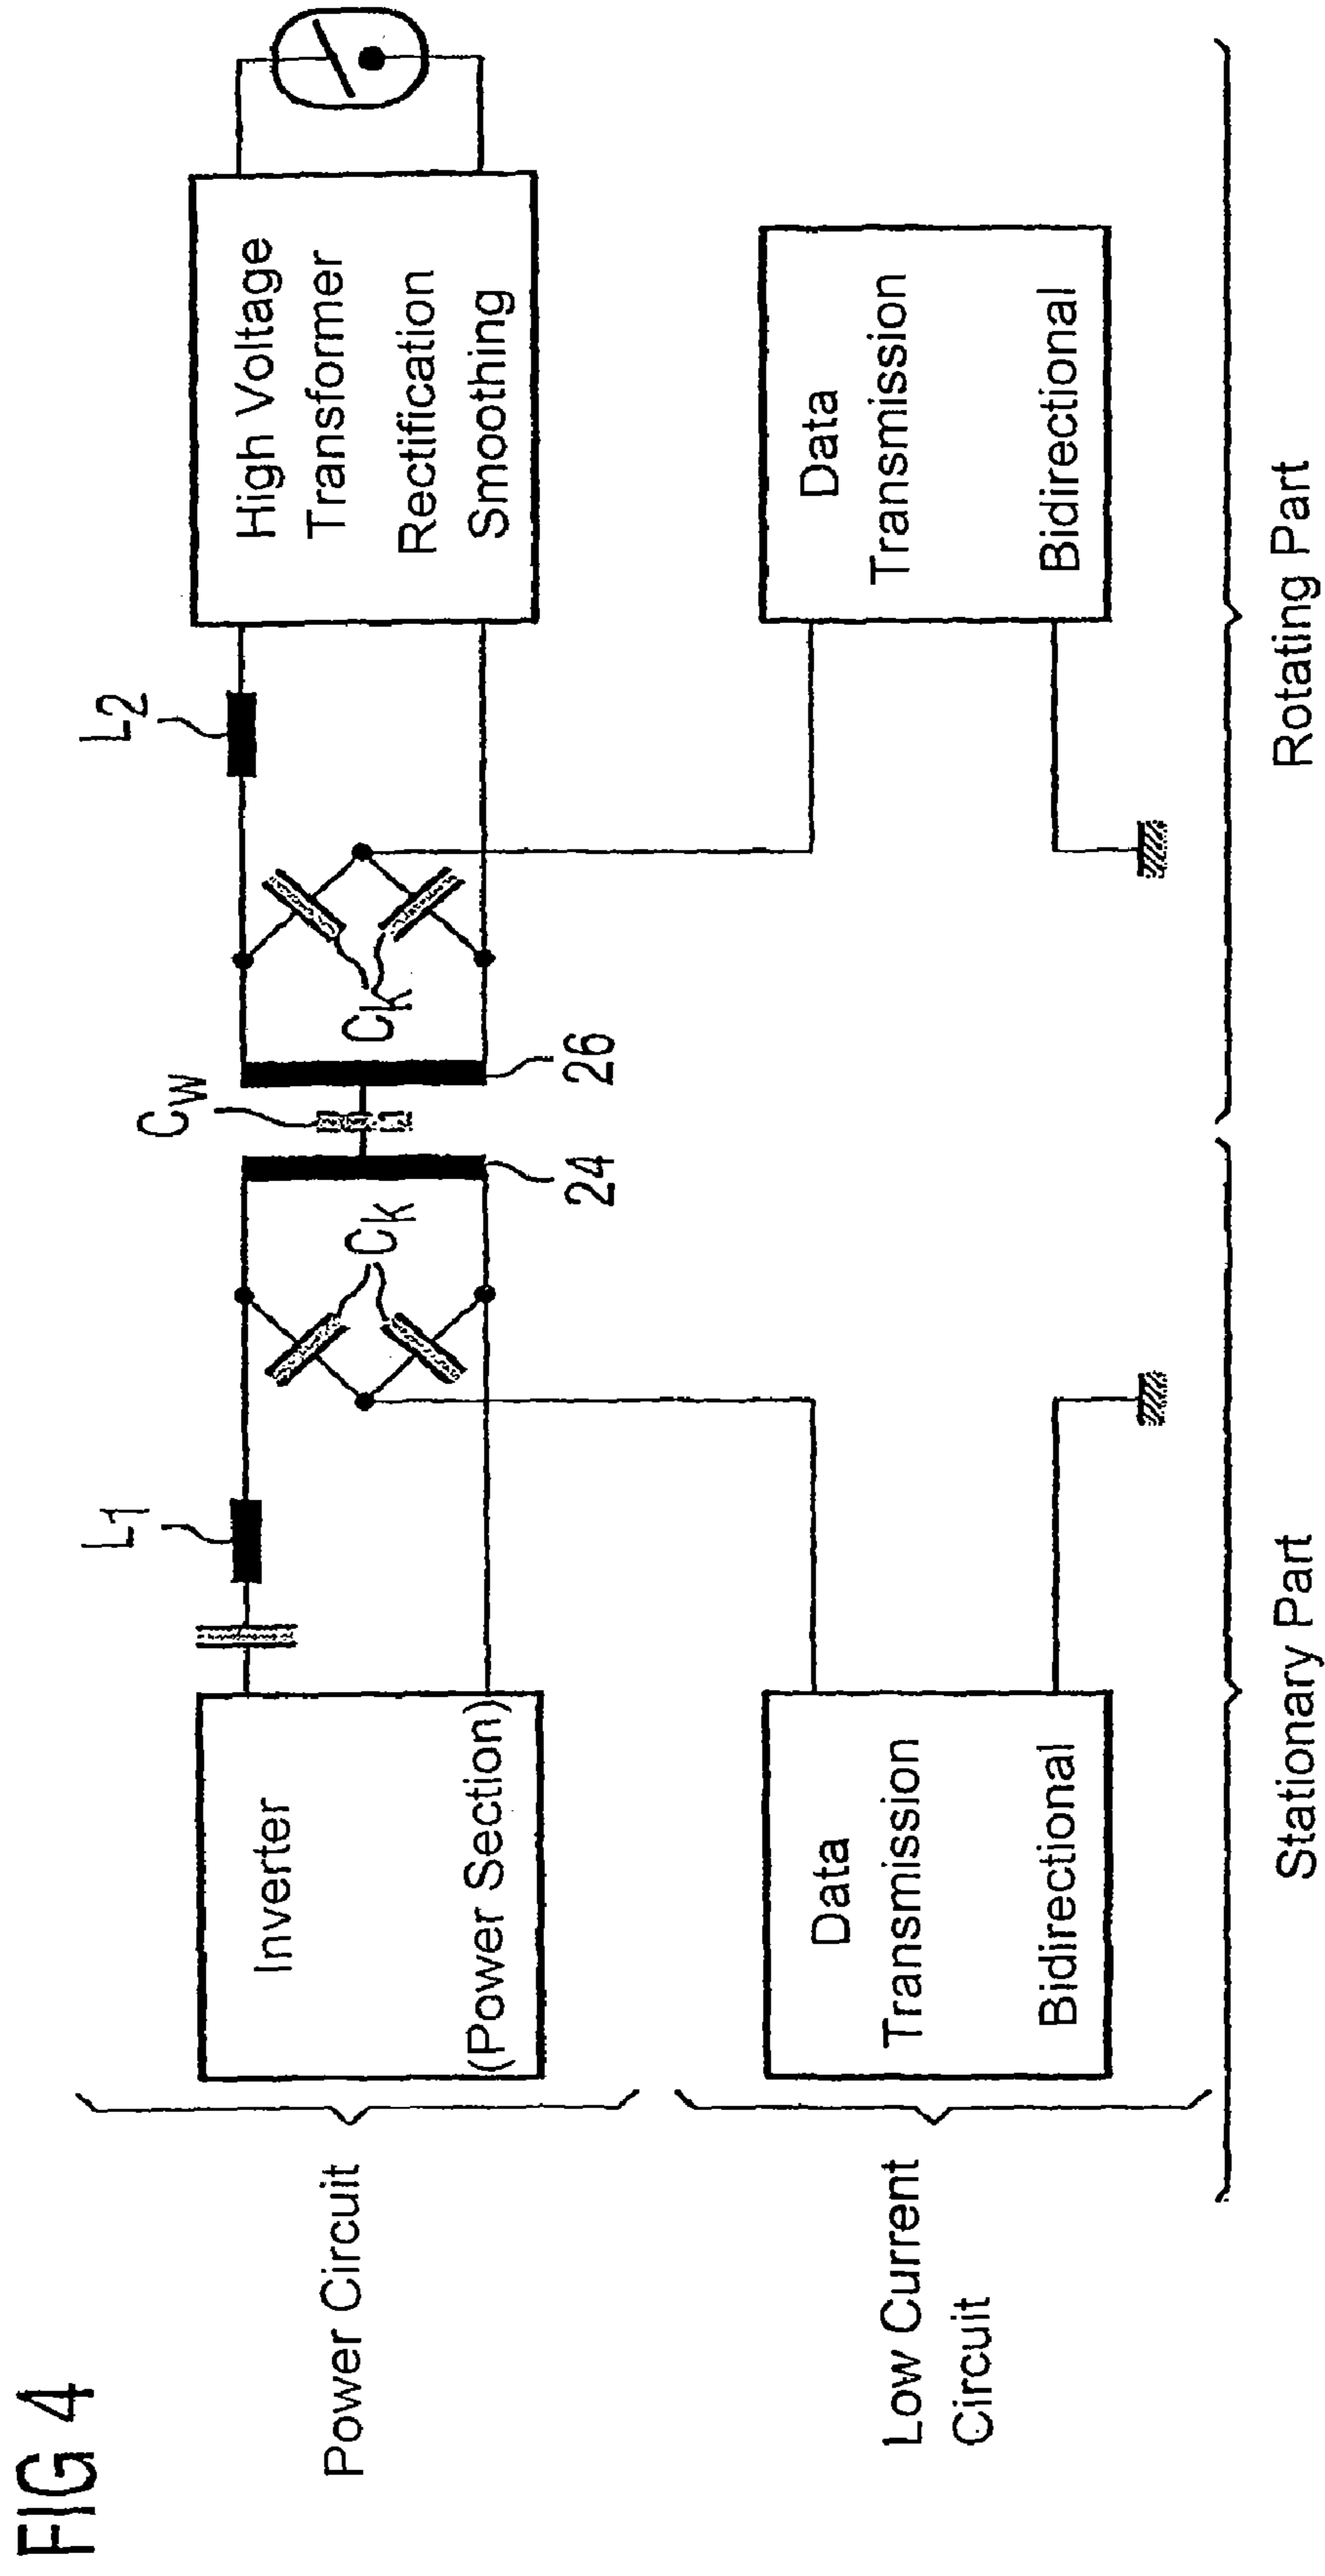 FIG 4
Power Circuit
Inverter
(Power Section)
L1
Ck
24
CW
26
Ck
L2
High Voltage
Transformer
Rectification
Smoothing
Low Current
Circuit
Data
Transmission
Bidirectional
Data
Transmission
Bidirectional
Stationary Part
Rotating Part